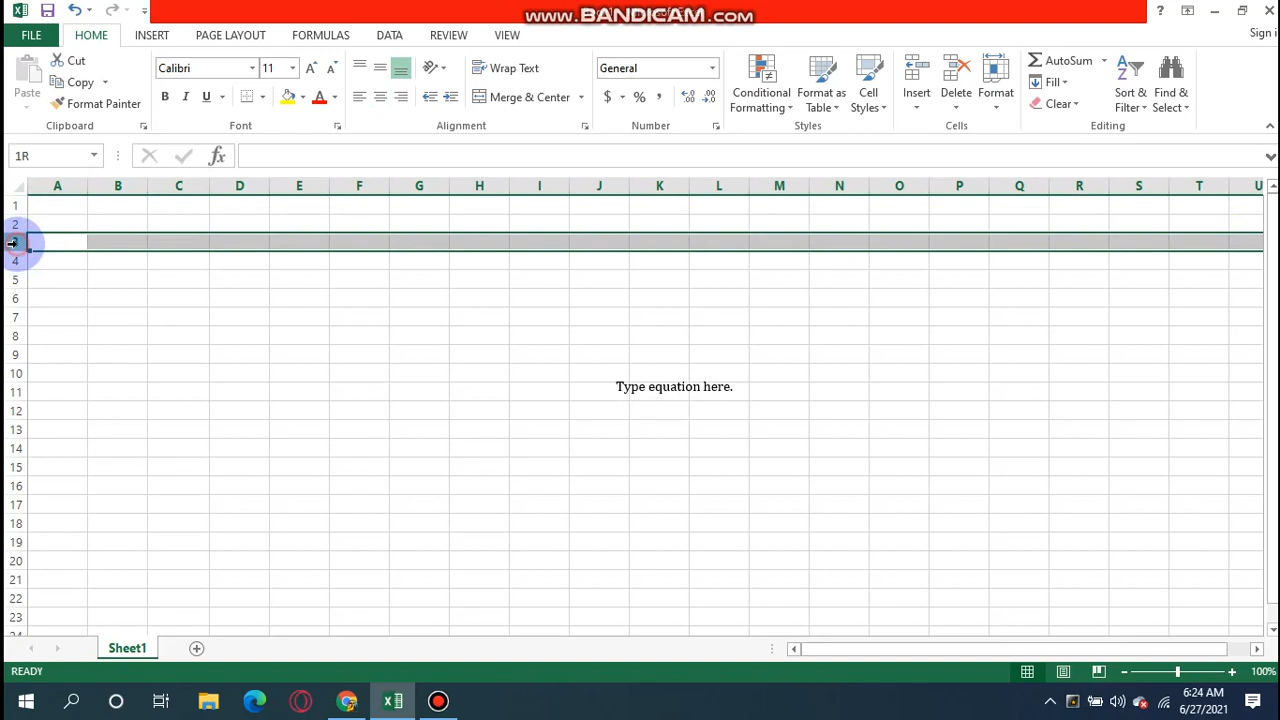 www.BANDICAM.com
FILE HOME INSERT PAGE LAYOUT FORMULAS DATA REVIEW VIEW Sign i
Paste
Cut
Copy
Format Painter
Clipboard
Calibri 11
B I U
Font
Wrap Text
Merge & Center
Alignment
General
$ % ,
Number
Conditional Formatting
Format as Table
Cell Styles
Styles
Insert
Delete
Format
Cells
AutoSum
Fill
Clear
Sort & Filter
Find & Select
Editing
1R fx
A B C D E F G H I J K L M N O P Q R S T U
1
2
3
4
5
6
7
8
9
10
Type equation here.
11
12
13
14
15
16
17
18
19
20
21
22
23
24
Sheet1
READY 100%
6:24 AM
6/27/2021